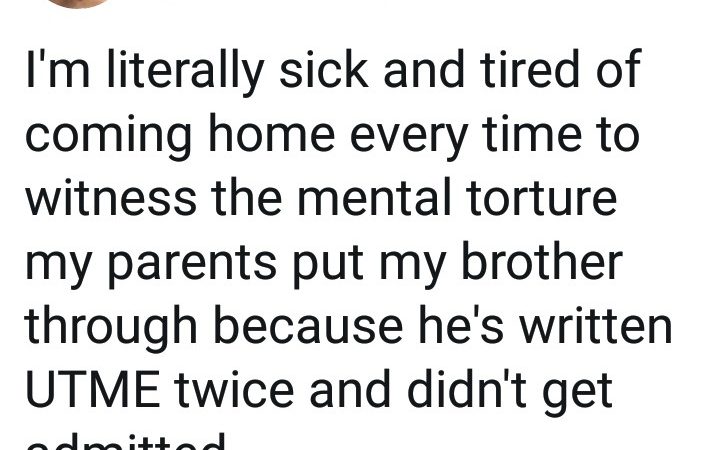 I'm literally sick and tired of
coming home every time to
witness the mental torture
my parents put my brother
through because he's written
UTME twice and didn't get
admitted